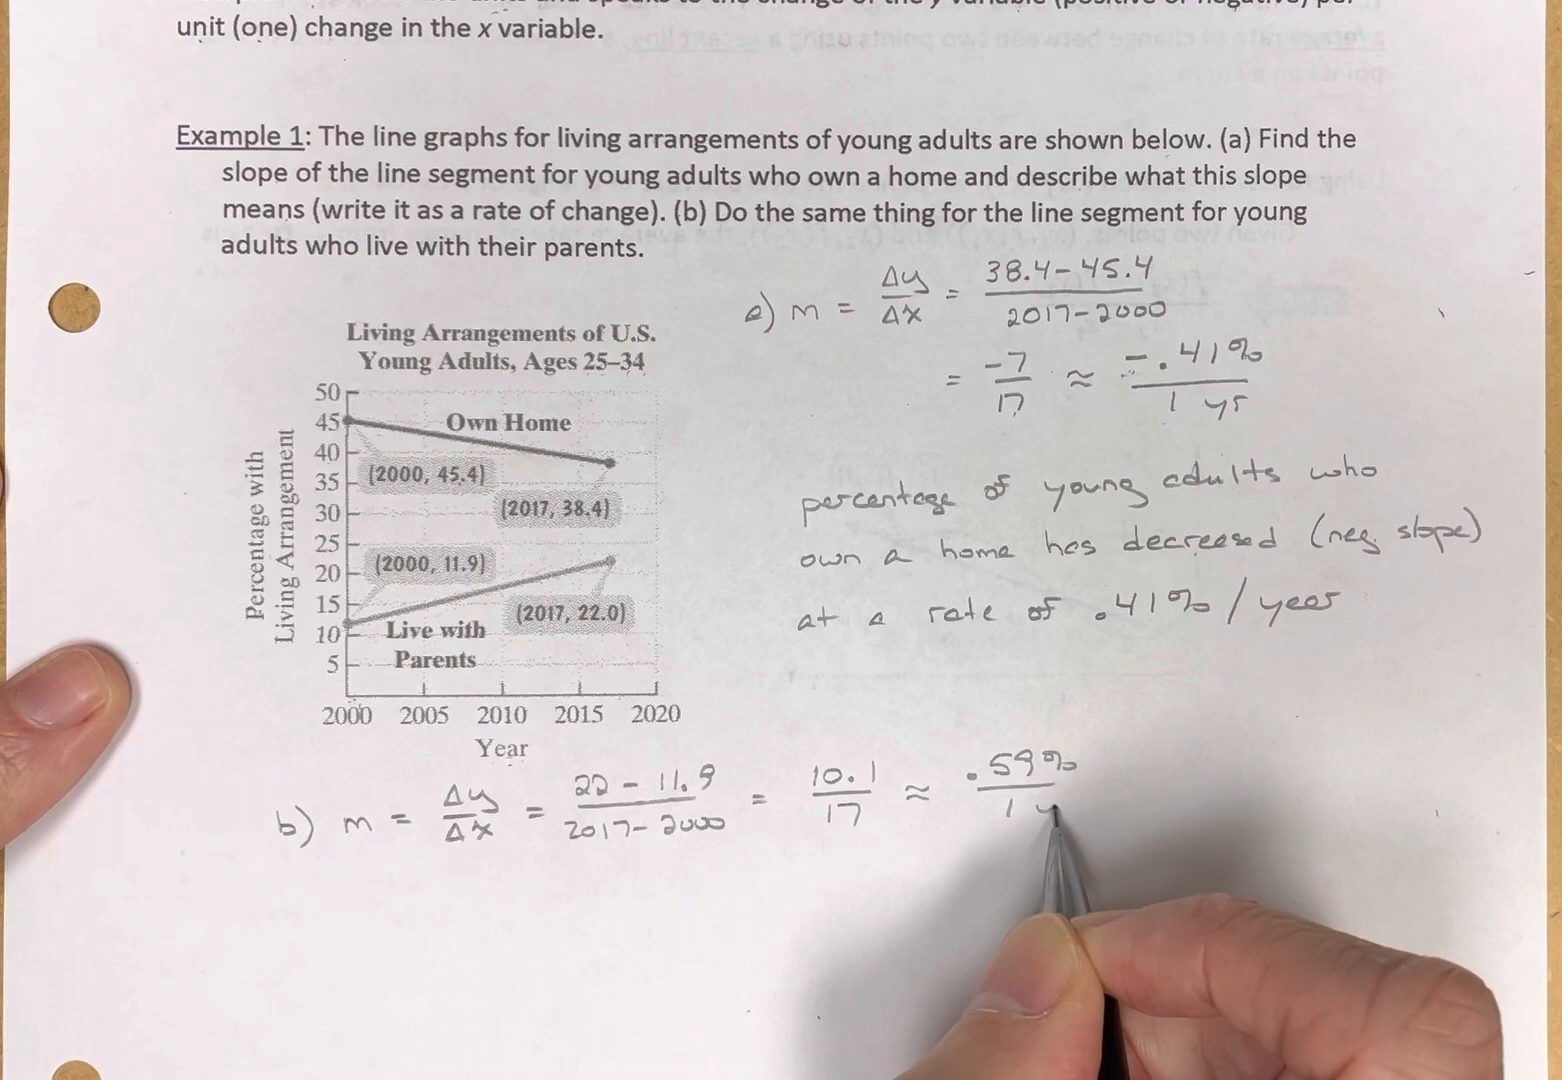 unit (one) change in the x variable.
Example 1: The line graphs for living arrangements of young adults are shown below. (a) Find the
slope of the line segment for young adults who own a home and describe what this slope
means (write it as a rate of change). (b) Do the same thing for the line segment for young
adults who live with their parents.
a) m = Δy/Δx = 38.4-45.4/2017-2000
= -7/17 ≈ -.41%/1 yr
percentage of young adults who
own a home has decreased (neg. slope)
at a rate of .41% / year
Living Arrangements of U.S.
Young Adults, Ages 25–34
Percentage with
Living Arrangement
50
45
40
35
30
25
20
15
10
5
Own Home
(2000, 45.4)
(2017, 38.4)
(2000, 11.9)
(2017, 22.0)
Live with
Parents
2000 2005 2010 2015 2020
Year
b) m = Δy/Δx = 22 - 11.9/2017-2000 = 10.1/17 ≈ .59%/1 y